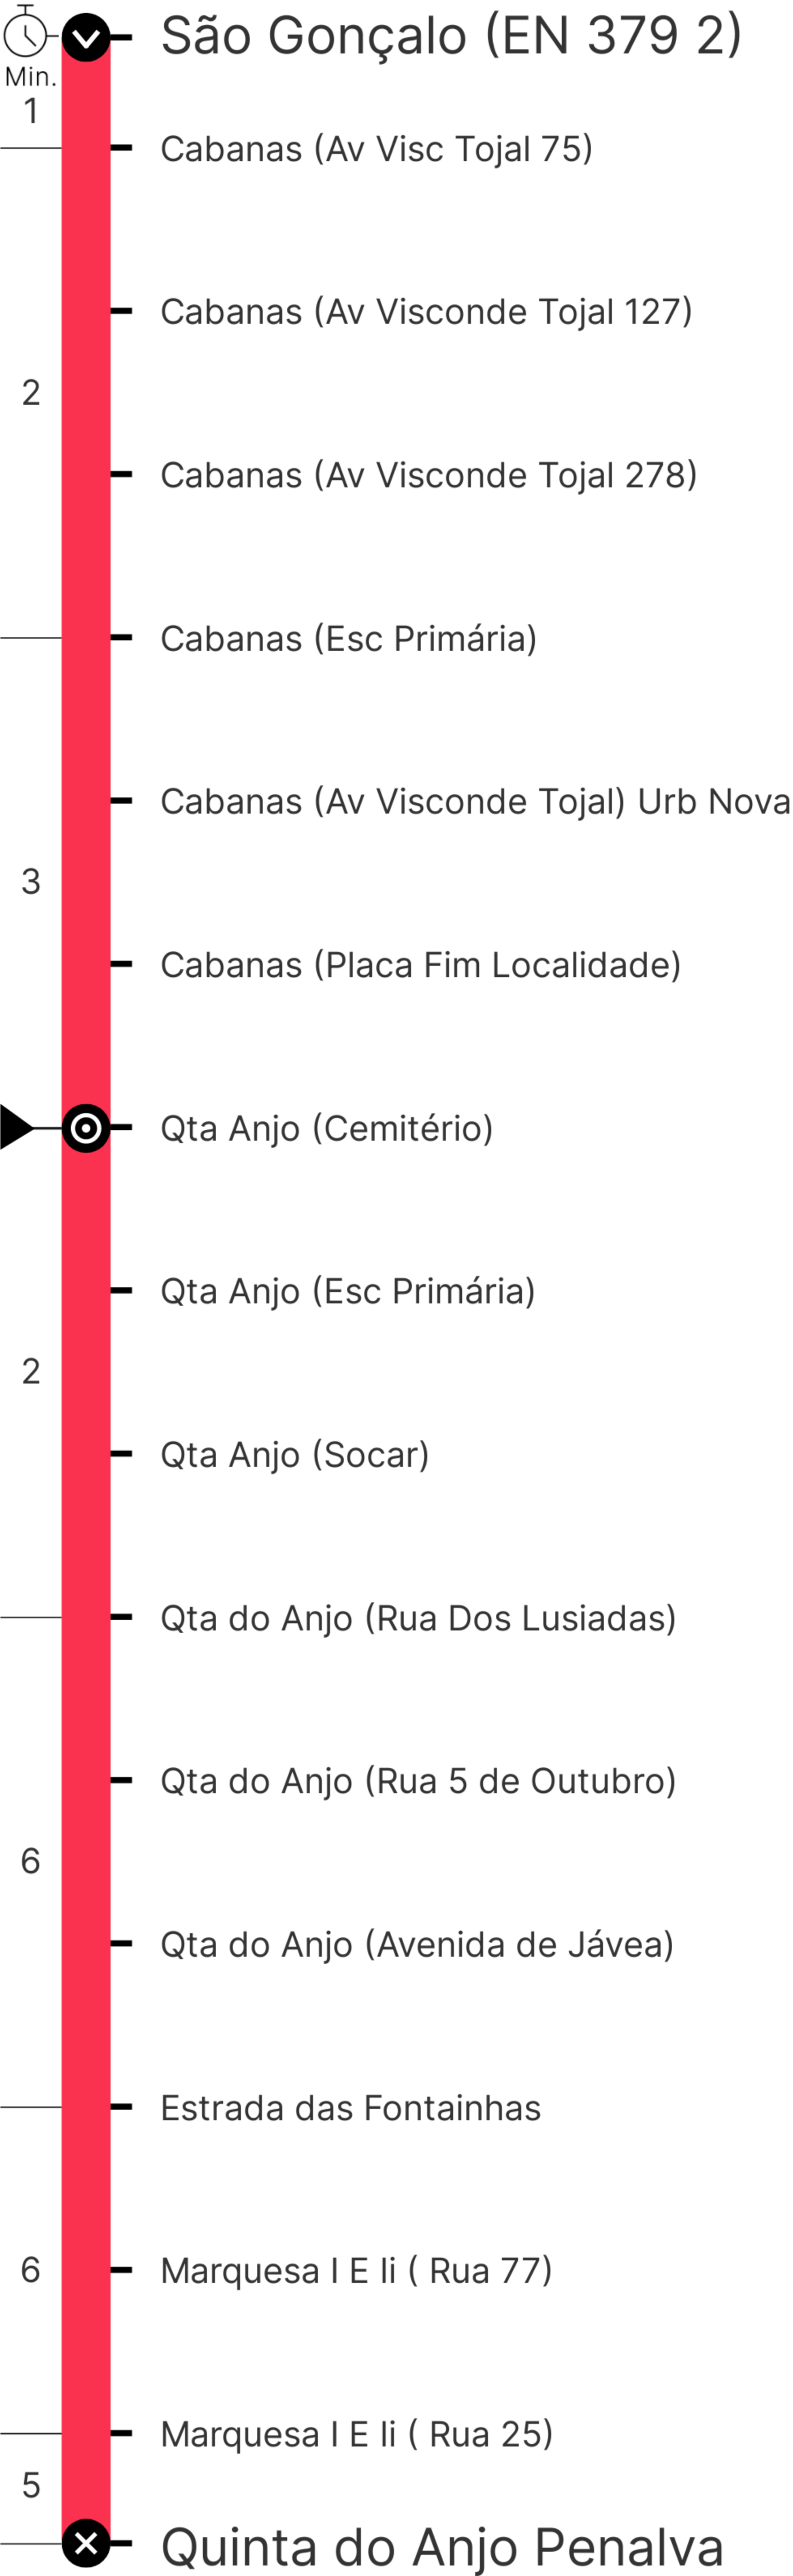 São Gonçalo (EN 379 2)
Min.
1
Cabanas (Av Visc Tojal 75)
Cabanas (Av Visconde Tojal 127)
2
Cabanas (Av Visconde Tojal 278)
Cabanas (Esc Primária)
Cabanas (Av Visconde Tojal) Urb Nova
3
Cabanas (Placa Fim Localidade)
Qta Anjo (Cemitério)
Qta Anjo (Esc Primária)
2
Qta Anjo (Socar)
Qta do Anjo (Rua Dos Lusiadas)
Qta do Anjo (Rua 5 de Outubro)
6
Qta do Anjo (Avenida de Jávea)
Estrada das Fontainhas
6 Marquesa I E Ii ( Rua 77)
Marquesa I E Ii ( Rua 25)
5
Quinta do Anjo Penalva